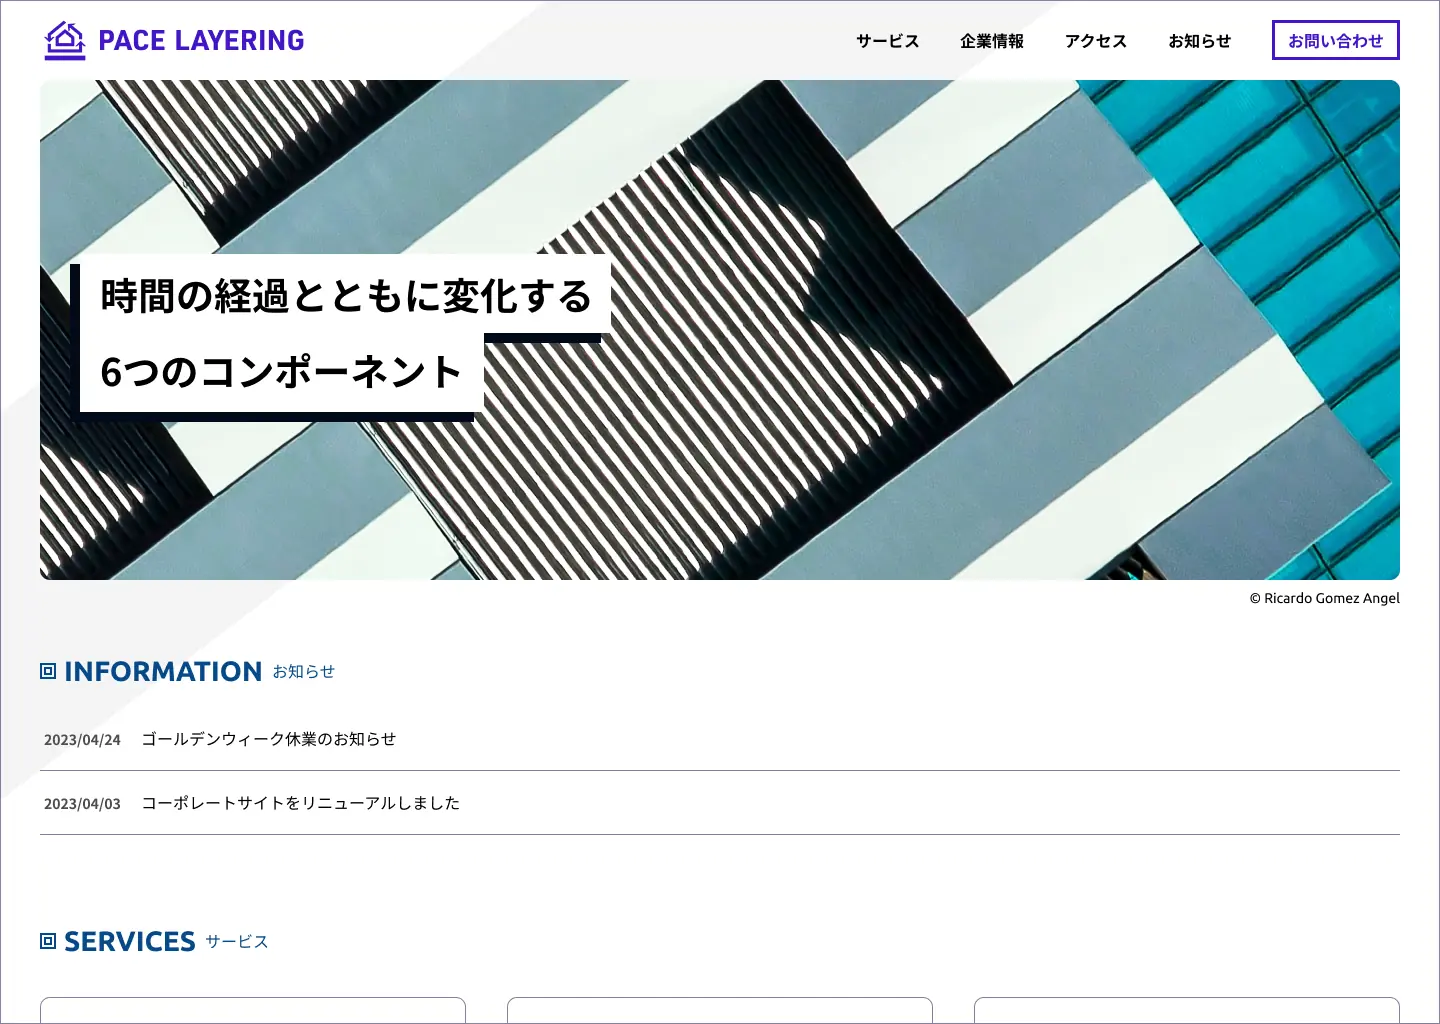 PACE LAYERING
サービス
企業情報
アクセス
お知らせ
お問い合わせ
時間の経過とともに変化する
6つのコンポーネント
© Ricardo Gomez Angel
INFORMATION お知らせ
2023/04/24 ゴールデンウィーク休業のお知らせ
2023/04/03 コーポレートサイトをリニューアルしました
SERVICES サービス